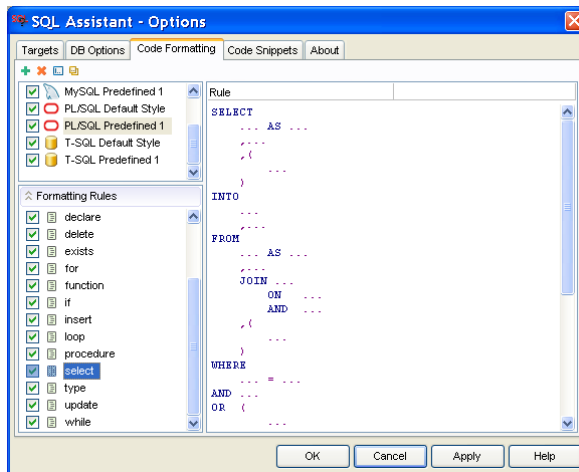 SQL Assistant - Options
Targets DB Options Code Formatting Code Snippets About
MySQL Predefined 1
PL/SQL Default Style
PL/SQL Predefined 1
T-SQL Default Style
T-SQL Predefined 1
Formatting Rules
declare
delete
exists
for
function
if
insert
loop
procedure
select
type
update
while
Rule
SELECT
... AS ...
,...
,(
...
)
INTO
...
,...
FROM
... AS ...
,...
JOIN ...
ON ...
AND ...
,(
...
)
WHERE
... = ...
AND ...
OR (
...
OK Cancel Apply Help